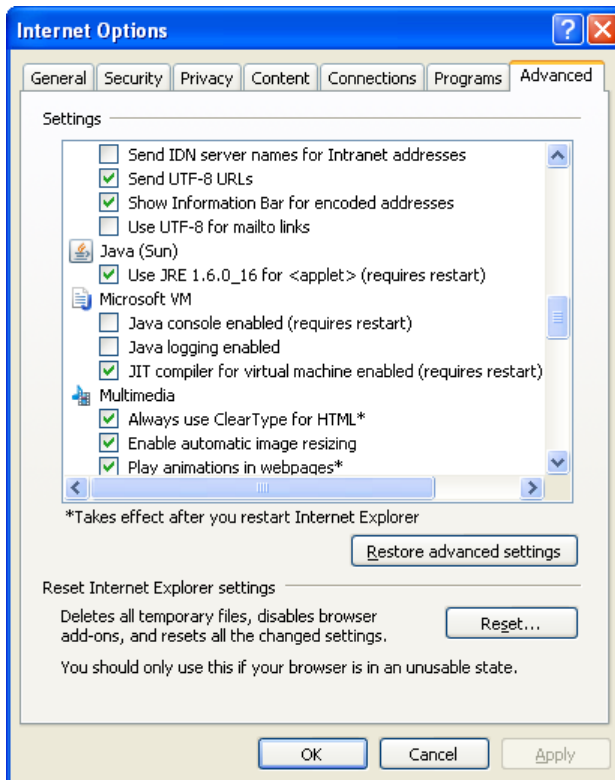 Internet Options
General Security Privacy Content Connections Programs Advanced
Settings
Send IDN server names for Intranet addresses
Send UTF-8 URLs
Show Information Bar for encoded addresses
Use UTF-8 for mailto links
Java (Sun)
Use JRE 1.6.0_16 for <applet> (requires restart)
Microsoft VM
Java console enabled (requires restart)
Java logging enabled
JIT compiler for virtual machine enabled (requires restart)
Multimedia
Always use ClearType for HTML*
Enable automatic image resizing
Play animations in webpages*
*Takes effect after you restart Internet Explorer
Restore advanced settings
Reset Internet Explorer settings
Deletes all temporary files, disables browser
add-ons, and resets all the changed settings.
Reset...
You should only use this if your browser is in an unusable state.
OK Cancel Apply